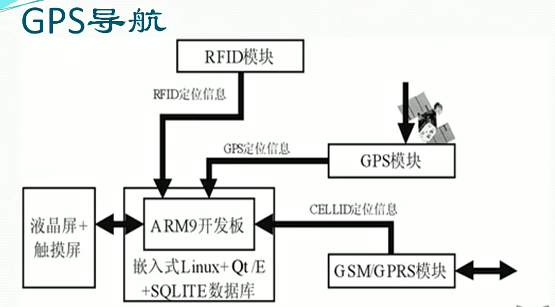 GPS导航
RFID模块
RFID定位信息
GPS定位信息
GPS模块
液晶屏+
触摸屏
ARM9开发板
CELLID定位信息
嵌入式Linux+Qt/E
+SQLITE数据库
GSM/GPRS模块